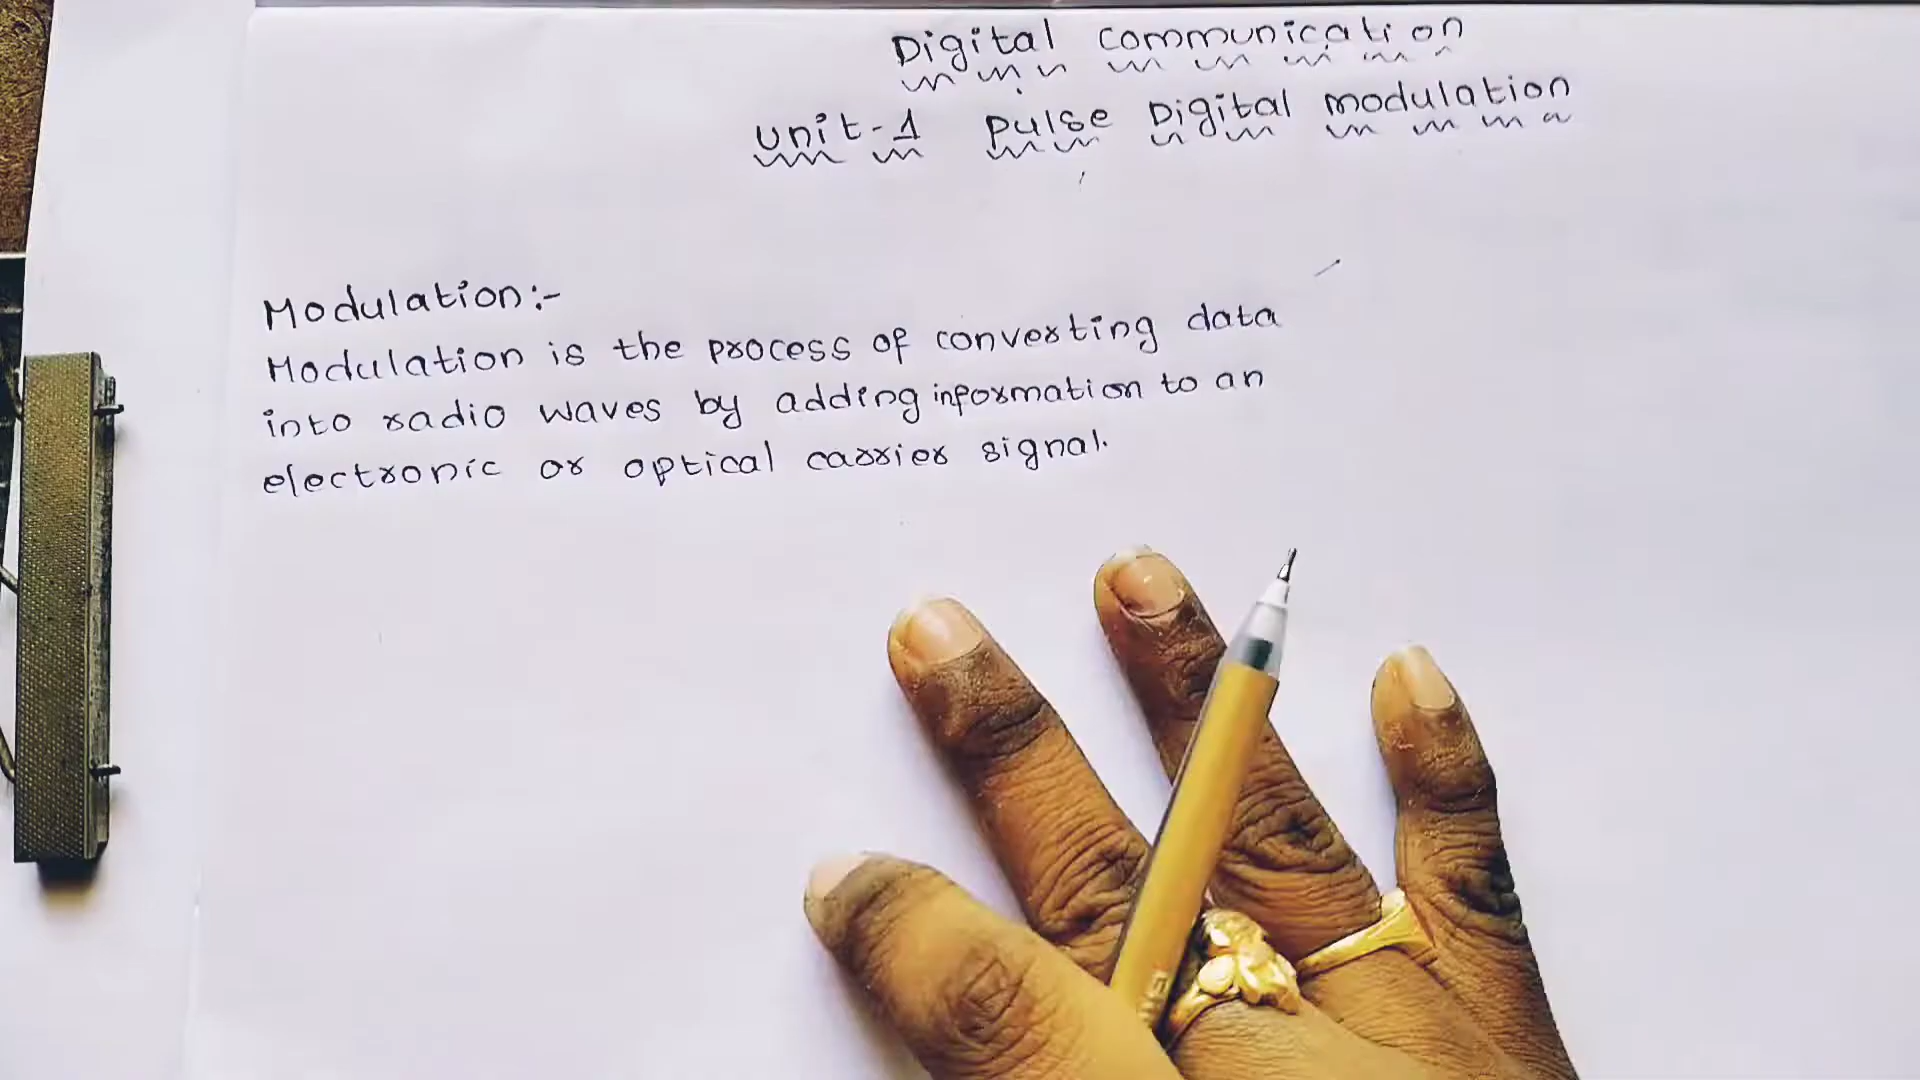 Digital communication
unit-1 pulse Digital modulation
Modulation:-
Modulation is the process of converting data
into radio waves by adding information to an
electronic or optical carrier signal.